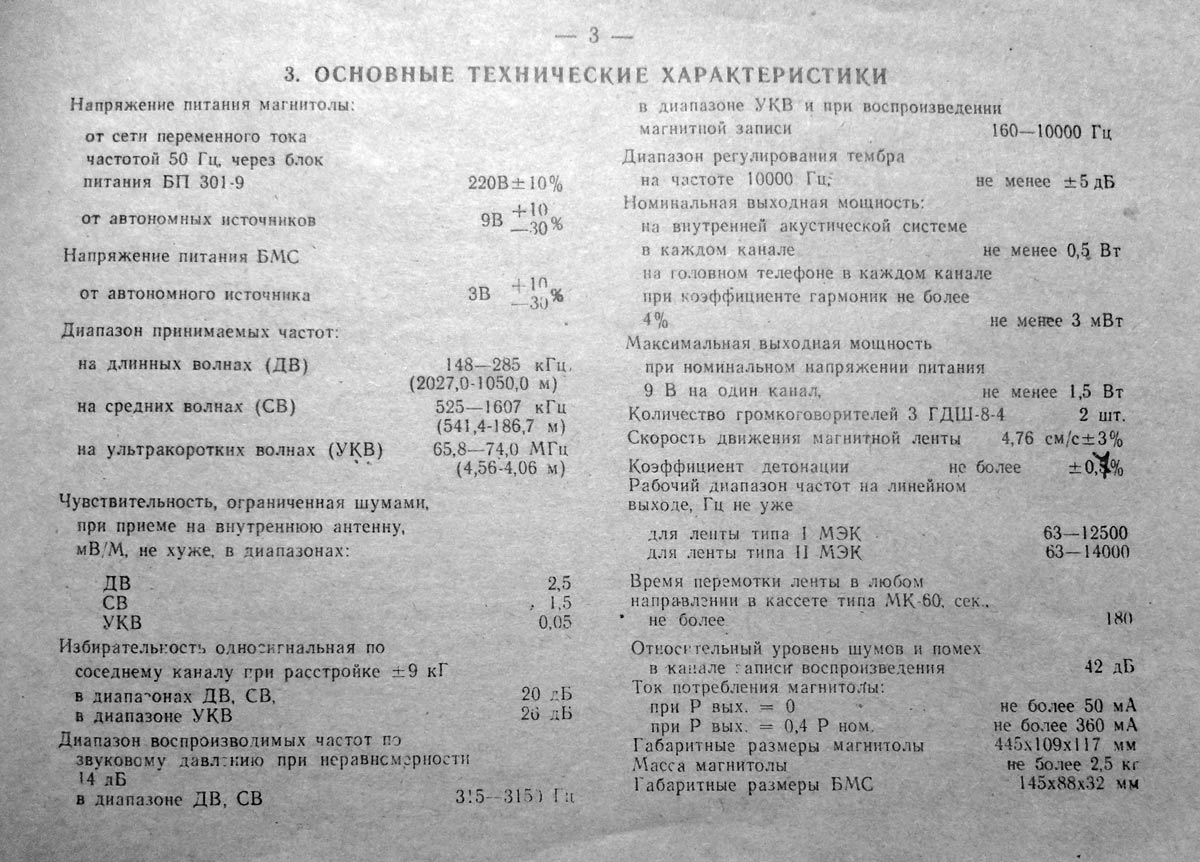 — 3 —
3. ОСНОВНЫЕ ТЕХНИЧЕСКИЕ ХАРАКТЕРИСТИКИ
Напряжение питания магнитолы:
от сети переменного тока
частотой 50 Гц, через блок
питания БП 301-9 220В±10%
от автономных источников 9В +10 —30 %
Напряжение питания БМС
от автономного источника 3В +10 —30 %
Диапазон принимаемых частот:
на длинных волнах (ДВ) 148—285 кГц,
(2027,0-1050,0 м)
на средних волнах (СВ) 525—1607 кГц
(541,4-186,7 м)
на ультракоротких волнах (УКВ) 65,8—74,0 МГц
(4,56-4,06 м)
Чувствительность, ограниченная шумами,
при приеме на внутреннюю антенну,
мВ/М, не хуже, в диапазонах:
ДВ 2,5
СВ 1,5
УКВ 0,05
Избирательность односигнальная по
соседнему каналу при расстройке ±9 кГ
в диапазонах ДВ, СВ, 20 дБ
в диапазоне УКВ 26 дБ
Диапазон воспроизводимых частот по
звуковому давлению при неравномерности
14 дБ
в диапазоне ДВ, СВ 315—3150 Гц
в диапазоне УКВ и при воспроизведении
магнитной записи 160—10000 Гц
Диапазон регулирования тембра
на частоте 10000 Гц; не менее ±5 дБ
Номинальная выходная мощность:
на внутренней акустической системе
в каждом канале не менее 0,5 Вт
на головном телефоне в каждом канале
при коэффициенте гармоник не более
4% не менее 3 мВт
Максимальная выходная мощность
при номинальном напряжении питания
9 В на один канал, не менее 1,5 Вт
Количество громкоговорителей 3 ГДШ-8-4 2 шт.
Скорость движения магнитной ленты 4,76 см/с±3%
Коэффициент детонации не более
Рабочий диапазон частот на линейном
выходе, Гц не уже
для ленты типа I МЭК 63—12500
для ленты типа II МЭК 63—14000
Время перемотки ленты в любом
направлении в кассете типа МК-60, сек.,
не более 180
Относительный уровень шумов и помех
в канале записи воспроизведения 42 дБ
Ток потребления магнитолы:
при Р вых. = 0 не более 50 мА
при Р вых. = 0,4 Р ном. не более 360 мА
Габаритные размеры магнитолы 445х109х117 мм
Масса магнитолы не более 2,5 кг
Габаритные размеры БМС 145х88х32 мм